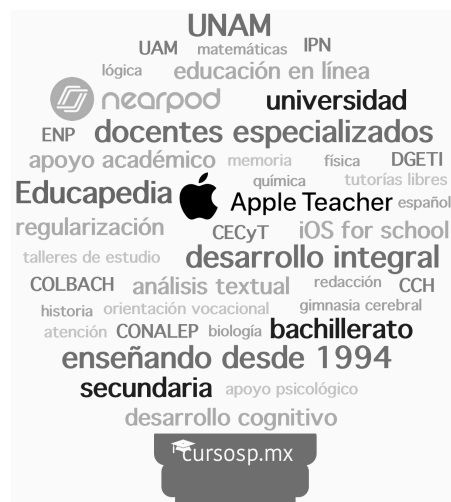 UNAM
UAM matemáticas IPN
lógica educación en línea
nearpod universidad
ENP docentes especializados
apoyo académico memoria física DGETI
química tutorías libres
Educapedia Apple Teacher español
regularización CECyT iOS for school
talleres de estudio desarrollo integral
COLBACH análisis textual redacción CCH
historia orientación vocacional gimnasia cerebral
atención CONALEP biología bachillerato
enseñando desde 1994
secundaria apoyo psicológico
desarrollo cognitivo
cursosp.mx